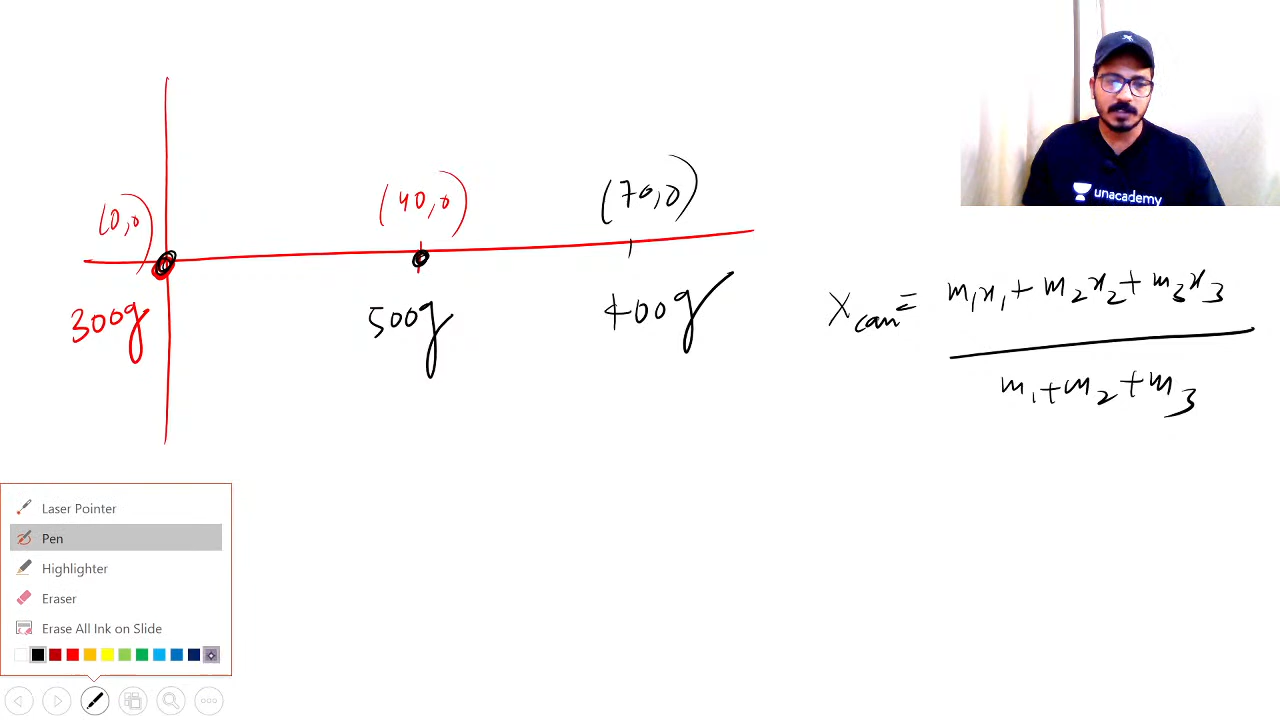 (0,0)
(40,0)
(70,0)
300g
500g
400g
Xcom = m₁x₁ + m₂x₂ + m₃x₃
m₁ + m₂ + m₃
unacademy
Laser Pointer
Pen
Highlighter
Eraser
Erase All Ink on Slide